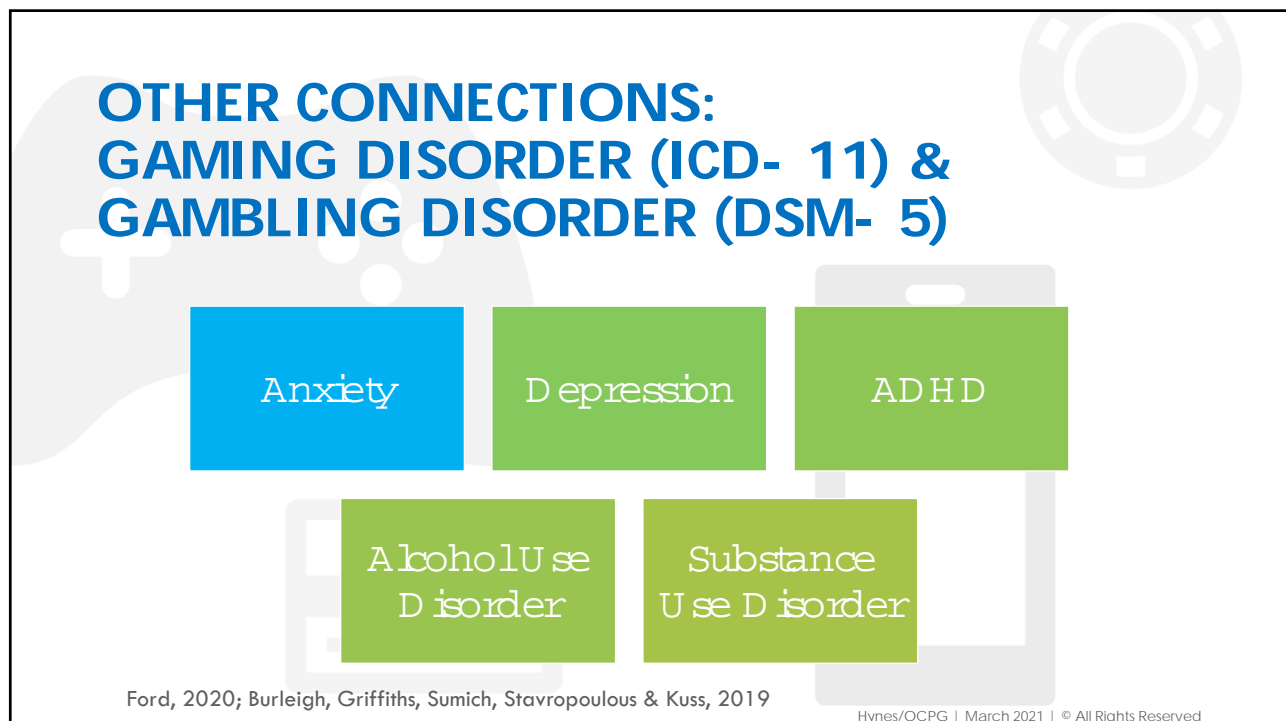 OTHER CONNECTIONS:
GAMING DISORDER (ICD- 11) &
GAMBLING DISORDER (DSM- 5)
Anxiety
Depression
ADHD
Alcohol Use
Disorder
Substance
Use Disorder
Ford, 2020; Burleigh, Griffiths, Sumich, Stavropoulous & Kuss, 2019
Hynes/OCPG | March 2021 | © All Rights Reserved